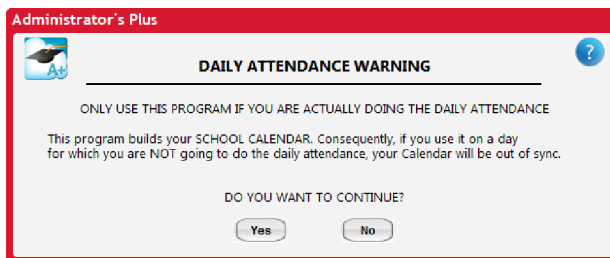 Administrator's Plus
A+
?
DAILY ATTENDANCE WARNING
ONLY USE THIS PROGRAM IF YOU ARE ACTUALLY DOING THE DAILY ATTENDANCE
This program builds your SCHOOL CALENDAR. Consequently, if you use it on a day
for which you are NOT going to do the daily attendance, your Calendar will be out of sync.
DO YOU WANT TO CONTINUE?
Yes No